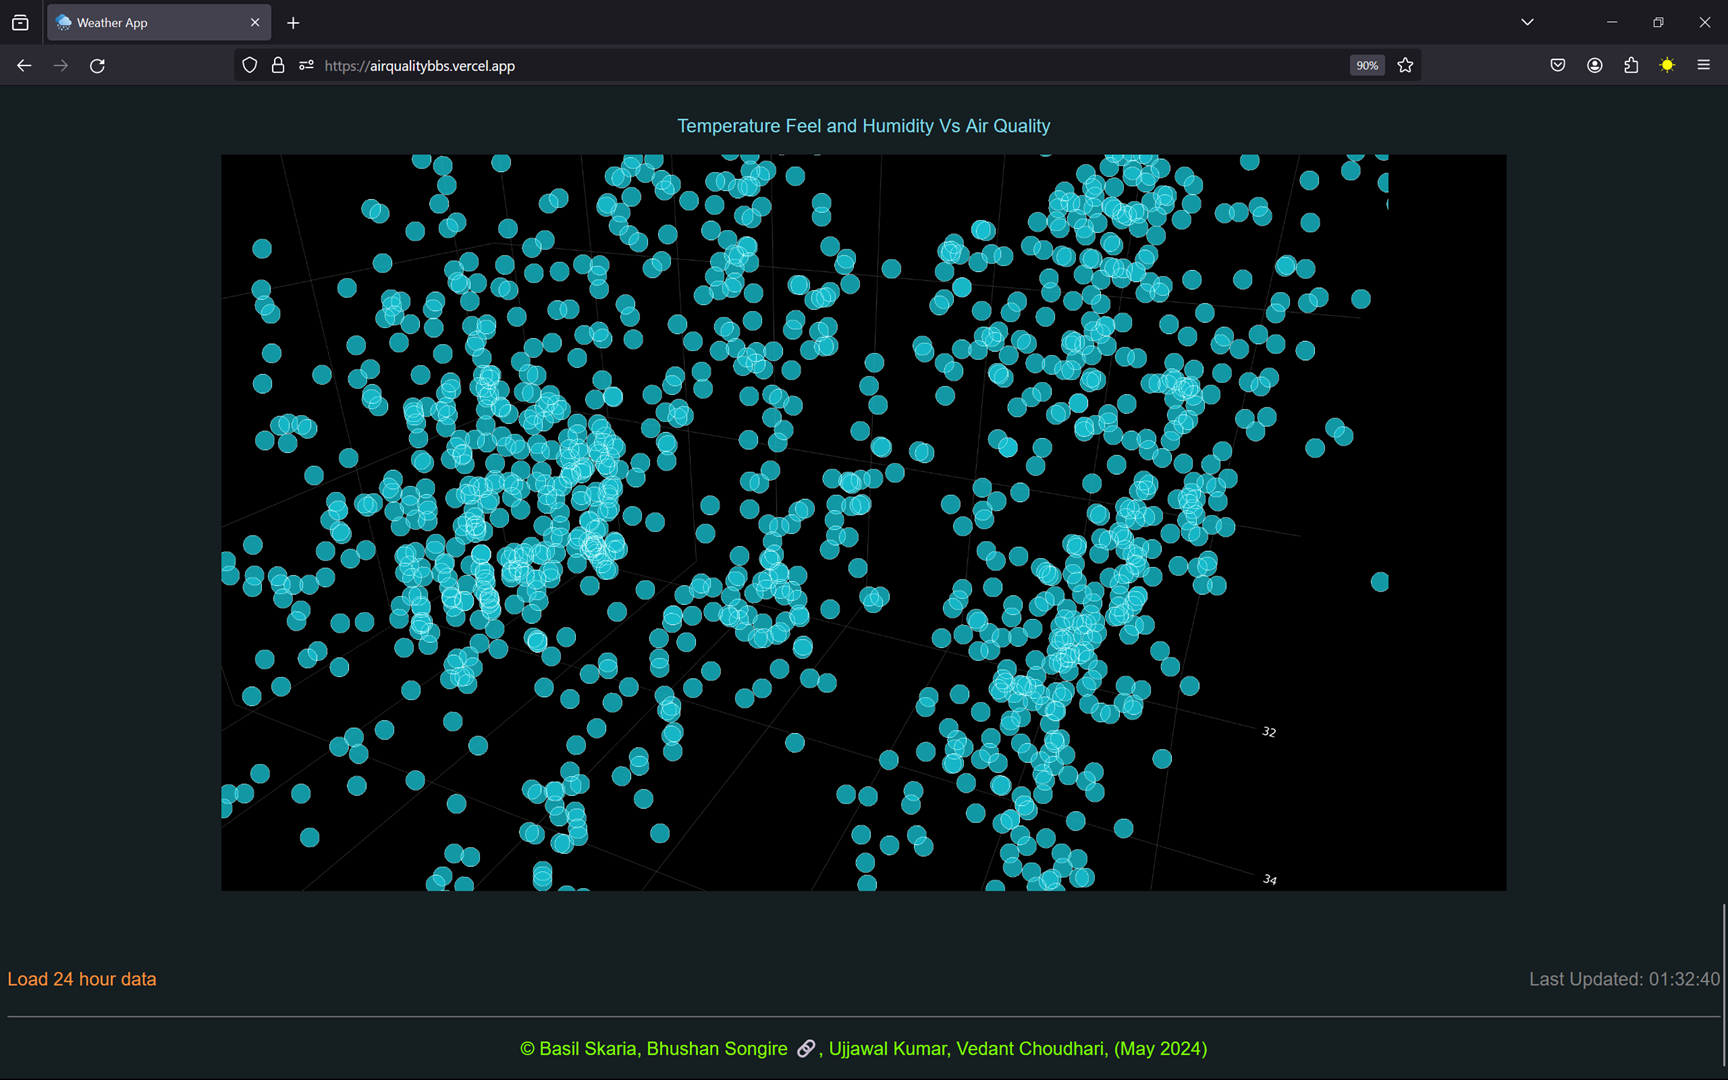 Weather App
https://airqualitybbs.vercel.app
90%
Temperature Feel and Humidity Vs Air Quality
32
34
Load 24 hour data
Last Updated: 01:32:40
© Basil Skaria, Bhushan Songire 🔗, Ujjawal Kumar, Vedant Choudhari, (May 2024)